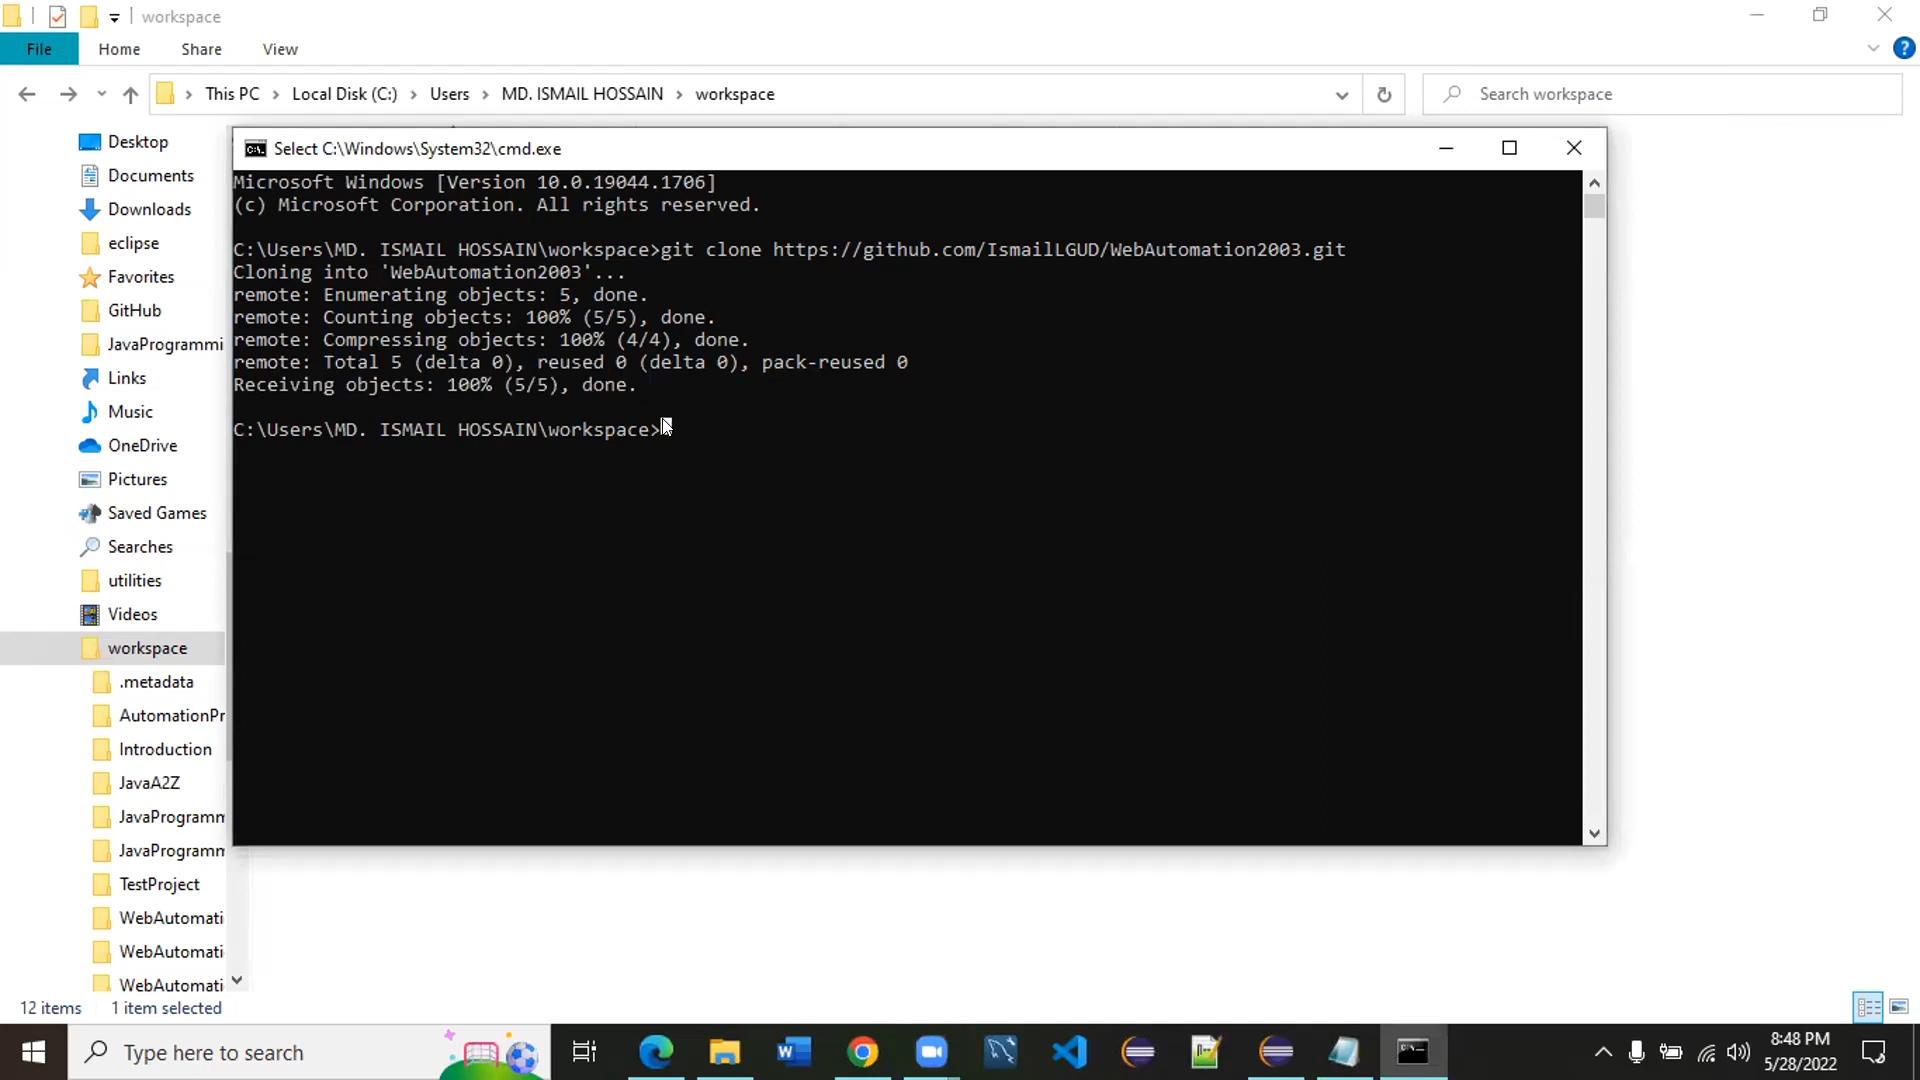 workspace
File Home Share View
This PC > Local Disk (C:) > Users > MD. ISMAIL HOSSAIN > workspace
Search workspace
Desktop
Documents
Downloads
eclipse
Favorites
GitHub
JavaProgrammi
Links
Music
OneDrive
Pictures
Saved Games
Searches
utilities
Videos
workspace
.metadata
AutomationPr
Introduction
JavaA2Z
JavaProgramm
JavaProgramm
TestProject
WebAutomati
WebAutomati
WebAutomati
Select C:\Windows\System32\cmd.exe
Microsoft Windows [Version 10.0.19044.1706]
(c) Microsoft Corporation. All rights reserved.
C:\Users\MD. ISMAIL HOSSAIN\workspace>git clone https://github.com/IsmailLGUD/WebAutomation2003.git
Cloning into 'WebAutomation2003'...
remote: Enumerating objects: 5, done.
remote: Counting objects: 100% (5/5), done.
remote: Compressing objects: 100% (4/4), done.
remote: Total 5 (delta 0), reused 0 (delta 0), pack-reused 0
Receiving objects: 100% (5/5), done.
C:\Users\MD. ISMAIL HOSSAIN\workspace>
12 items 1 item selected
Type here to search
8:48 PM
5/28/2022